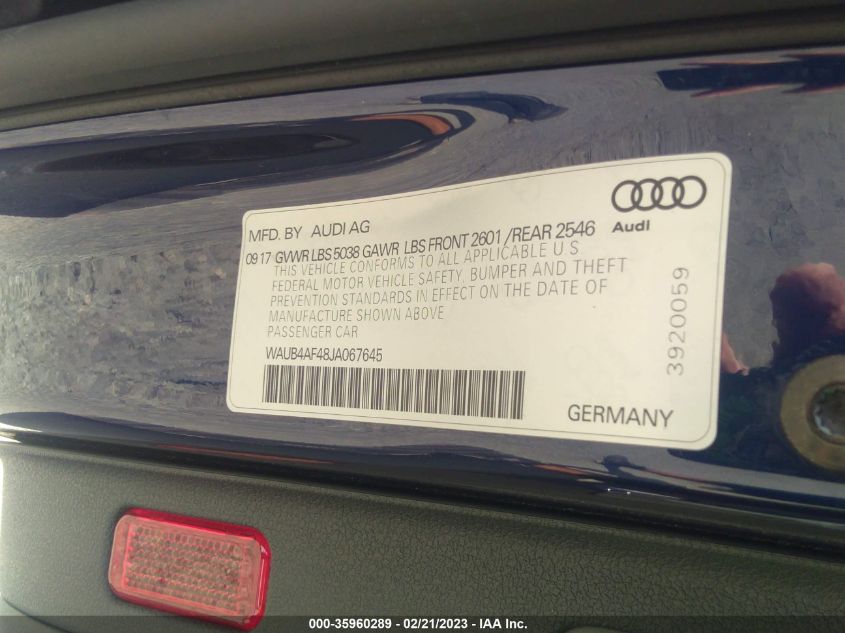 Audi
MFD. BY AUDI AG
09 17 GWWR LBS 5038 GAWR LBS FRONT 2601 /REAR 2546
THIS VEHICLE CONFORMS TO ALL APPLICABLE U S
FEDERAL MOTOR VEHICLE SAFETY, BUMPER AND THEFT
PREVENTION STANDARDS IN EFFECT ON THE DATE OF
MANUFACTURE SHOWN ABOVE
PASSENGER CAR
WAUB4AF48JA067645
GERMANY
3920059
000-35960289 - 02/21/2023 - IAA Inc.